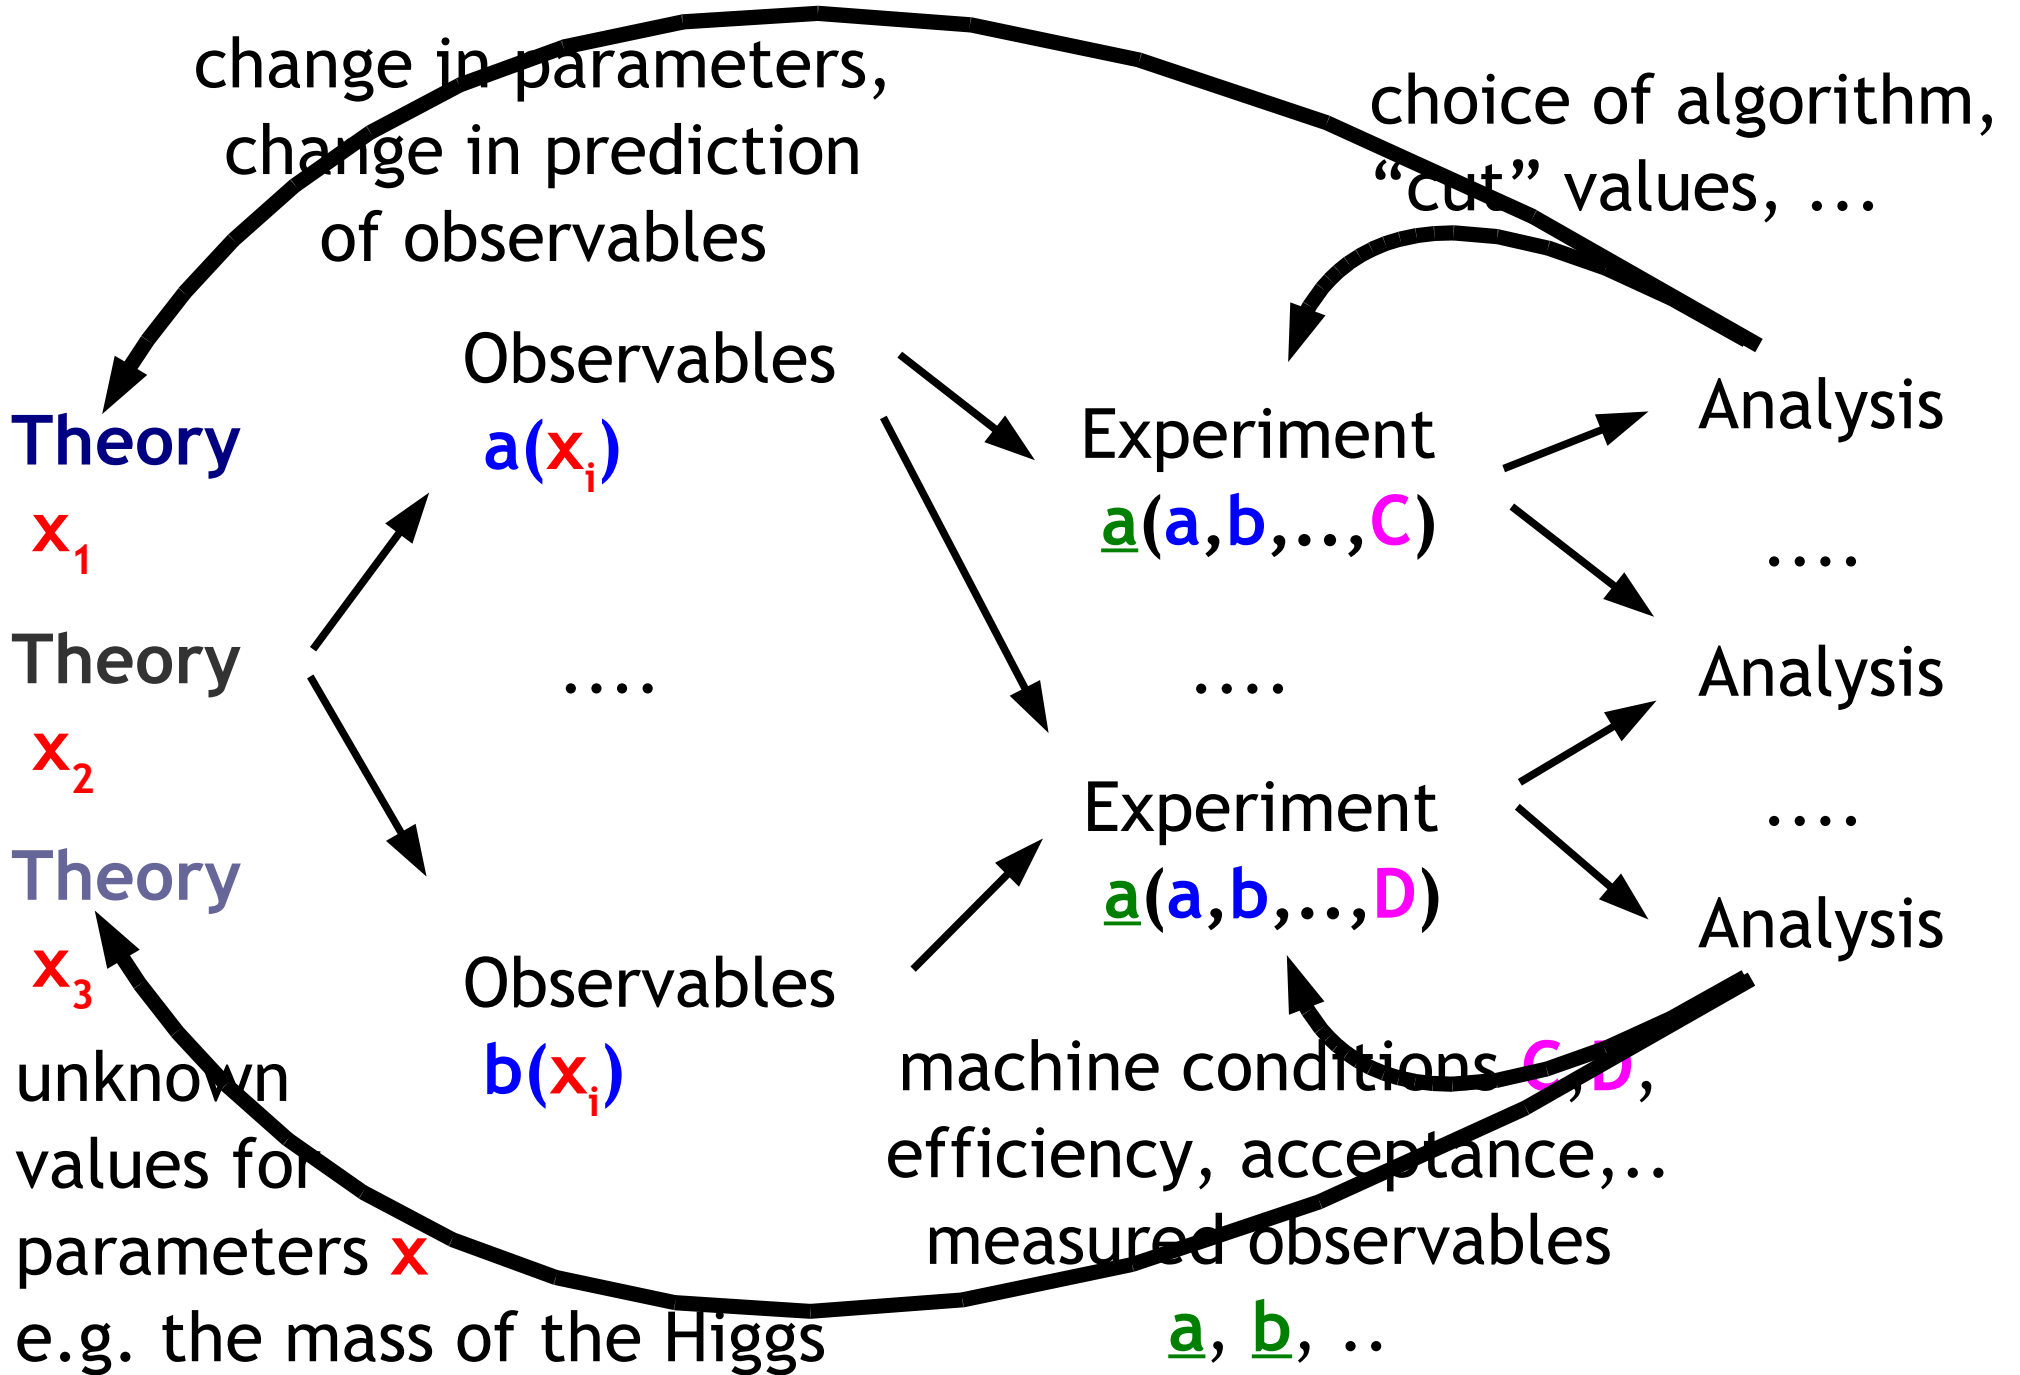 change in parameters,
change in prediction
of observables
choice of algorithm,
“cut” values, ...
Theory
x1
Theory
x2
Theory
x3
unknown
values for
parameters x
e.g. the mass of the Higgs
Observables
a(xi)
....
Observables
b(xi)
Experiment
a(a,b,..,C)
....
Experiment
a(a,b,..,D)
machine conditions C,D,
efficiency, acceptance,..
measured observables
a, b, ..
Analysis
....
Analysis
....
Analysis